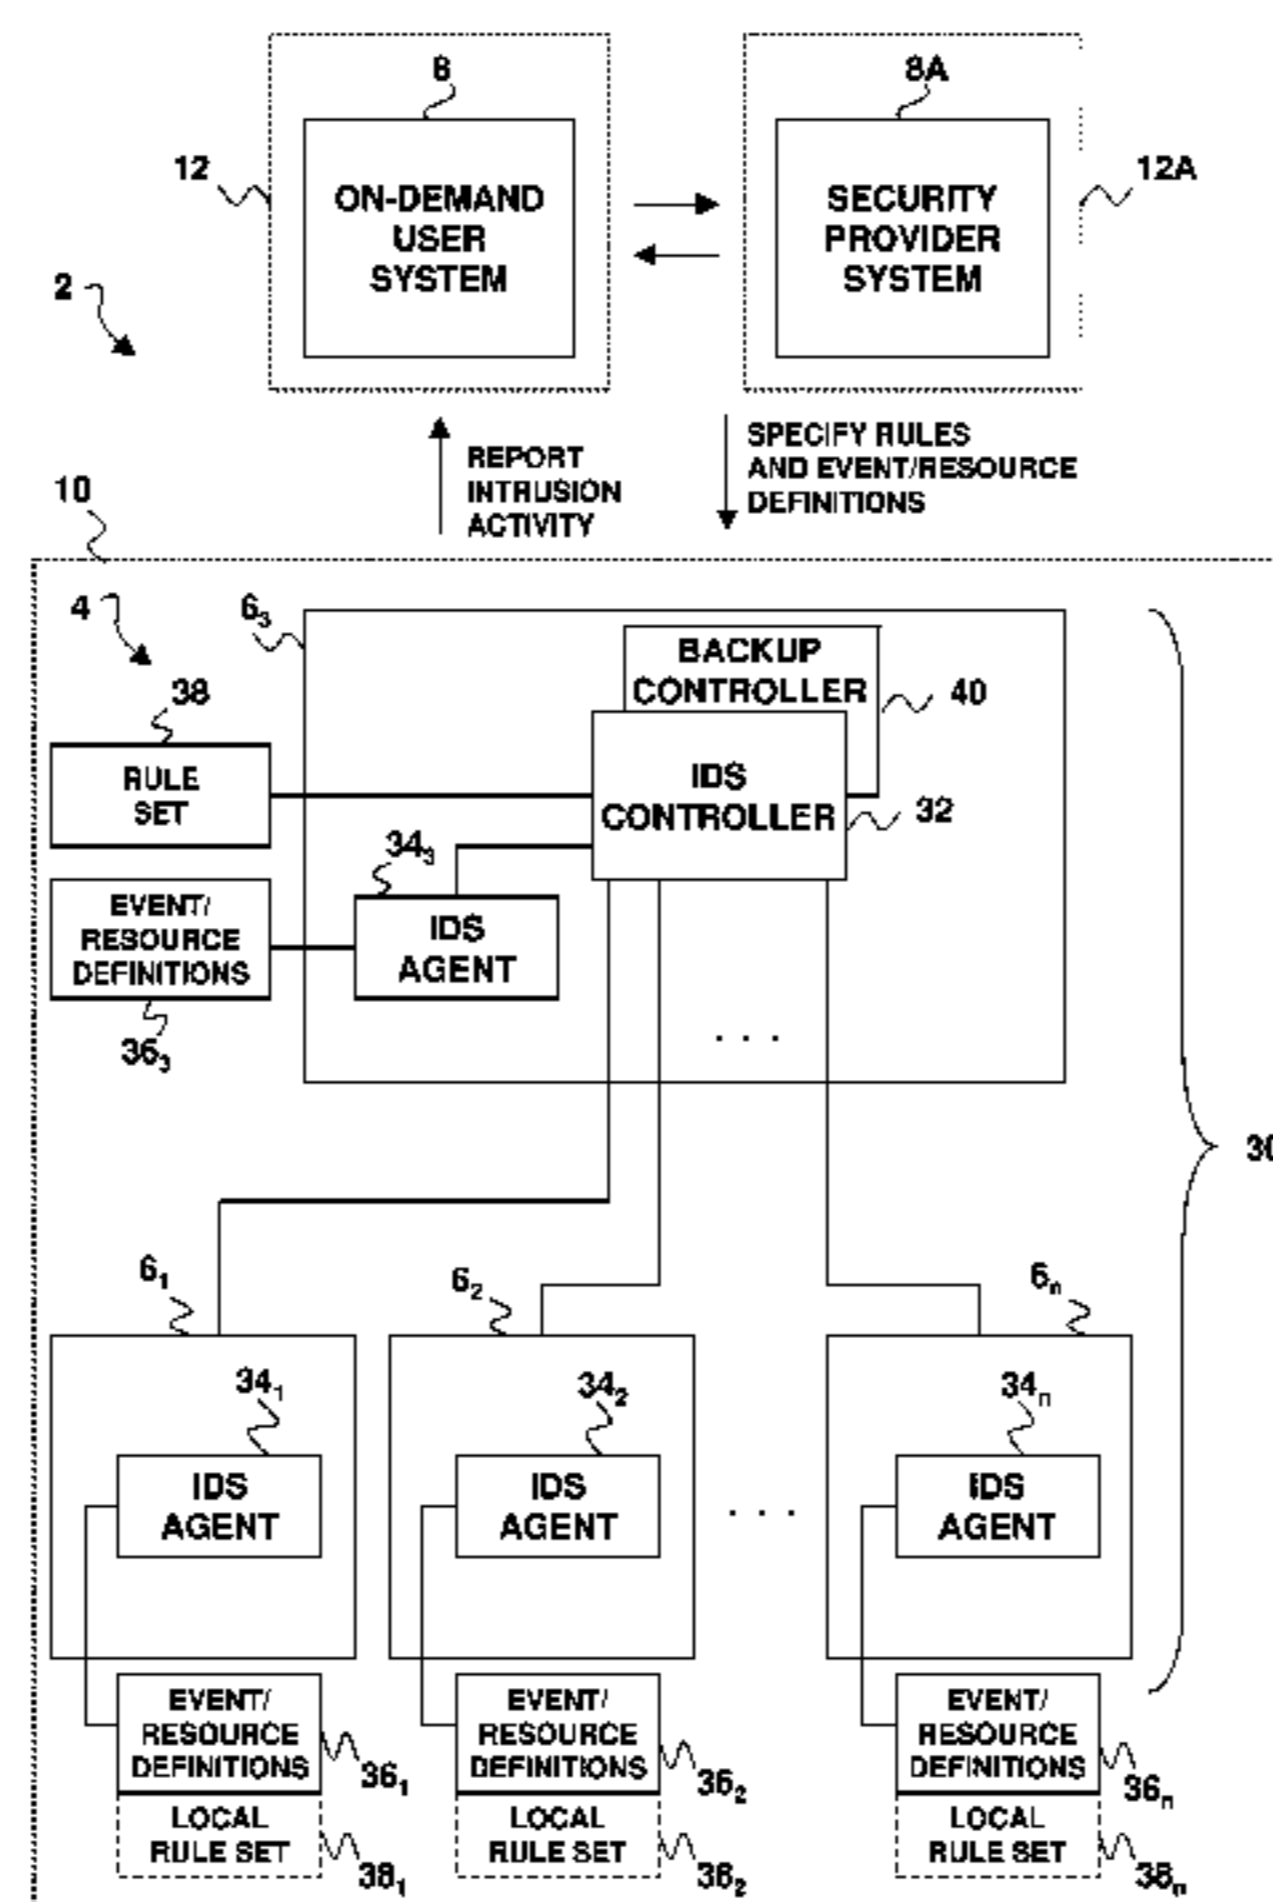 8
8A
12
ON-DEMAND
USER
SYSTEM
SECURITY
PROVIDER
SYSTEM
12A
2
REPORT
INTRUSION
ACTIVITY
SPECIFY RULES
AND EVENT/RESOURCE
DEFINITIONS
10
4
6₃
BACKUP
CONTROLLER
40
38
RULE
SET
IDS
CONTROLLER
32
34₃
EVENT/
RESOURCE
DEFINITIONS
IDS
AGENT
36₃
. . .
30
6₁
6₂
6ₙ
34₁
34₂
34ₙ
IDS
AGENT
IDS
AGENT
. . .
IDS
AGENT
EVENT/
RESOURCE
DEFINITIONS
36₁
EVENT/
RESOURCE
DEFINITIONS
36₂
EVENT/
RESOURCE
DEFINITIONS
36ₙ
LOCAL
RULE SET
38₁
LOCAL
RULE SET
38₂
LOCAL
RULE SET
38ₙ